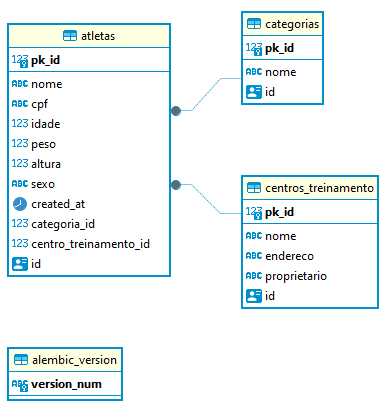 atletas
123 pk_id
ABC nome
ABC cpf
123 idade
123 peso
123 altura
ABC sexo
created_at
123 categoria_id
123 centro_treinamento_id
id
categorias
123 pk_id
ABC nome
id
centros_treinamento
123 pk_id
ABC nome
ABC endereco
ABC proprietario
id
alembic_version
ABC version_num